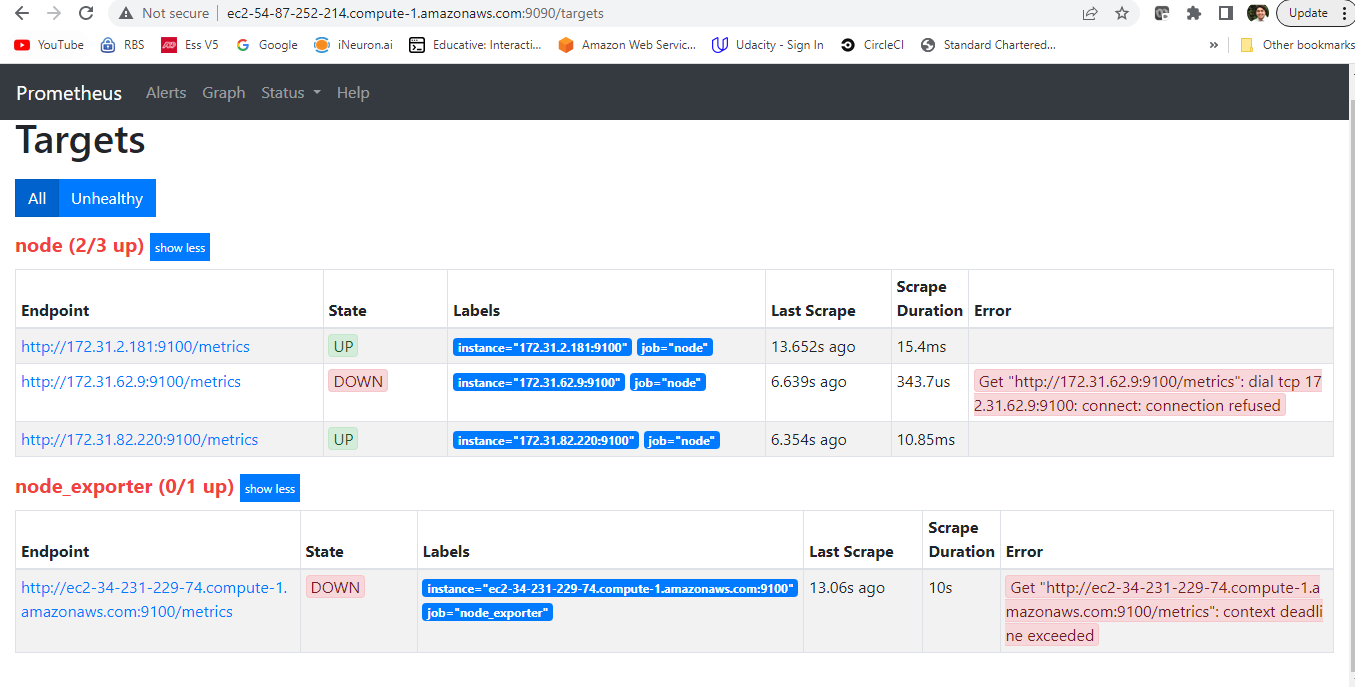 Not secure ec2-54-87-252-214.compute-1.amazonaws.com:9090/targets Update
YouTube RBS Ess V5 Google iNeuron.ai Educative: Interacti... Amazon Web Servic... Udacity - Sign In CircleCI Standard Chartered... » Other bookmarks
Prometheus Alerts Graph Status Help
Targets
All Unhealthy
node (2/3 up) show less
Scrape
Endpoint State Labels Last Scrape Duration Error
http://172.31.2.181:9100/metrics UP instance="172.31.2.181:9100" job="node" 13.652s ago 15.4ms
http://172.31.62.9:9100/metrics DOWN instance="172.31.62.9:9100" job="node" 6.639s ago 343.7us Get "http://172.31.62.9:9100/metrics": dial tcp 17
2.31.62.9:9100: connect: connection refused
http://172.31.82.220:9100/metrics UP instance="172.31.82.220:9100" job="node" 6.354s ago 10.85ms
node_exporter (0/1 up) show less
Scrape
Endpoint State Labels Last Scrape Duration Error
http://ec2-34-231-229-74.compute-1. DOWN instance="ec2-34-231-229-74.compute-1.amazonaws.com:9100" 13.06s ago 10s Get "http://ec2-34-231-229-74.compute-1.a
amazonaws.com:9100/metrics job="node_exporter" mazonaws.com:9100/metrics": context deadli
ne exceeded